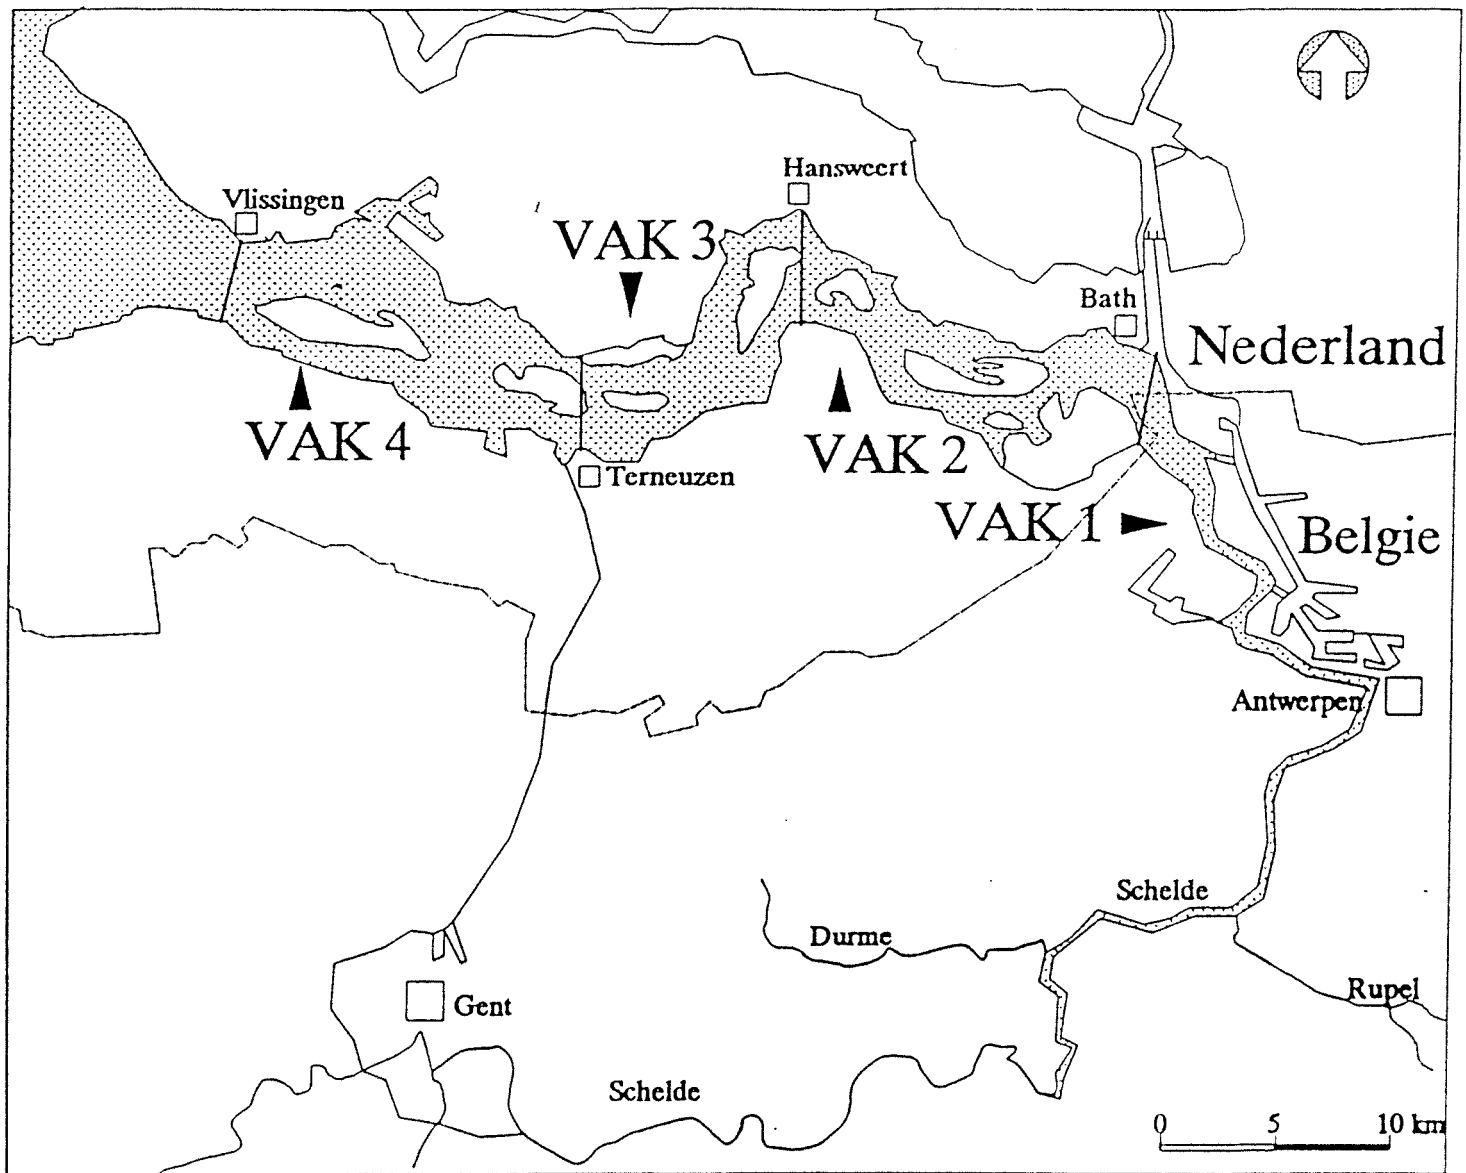 Hansweert
Vlissingen
VAK 3
Bath
Nederland
VAK 4
VAK 2
Terneuzen
VAK 1
Belgie
Antwerpen
Schelde
Durme
Rupel
Gent
Schelde
0 5 10 km